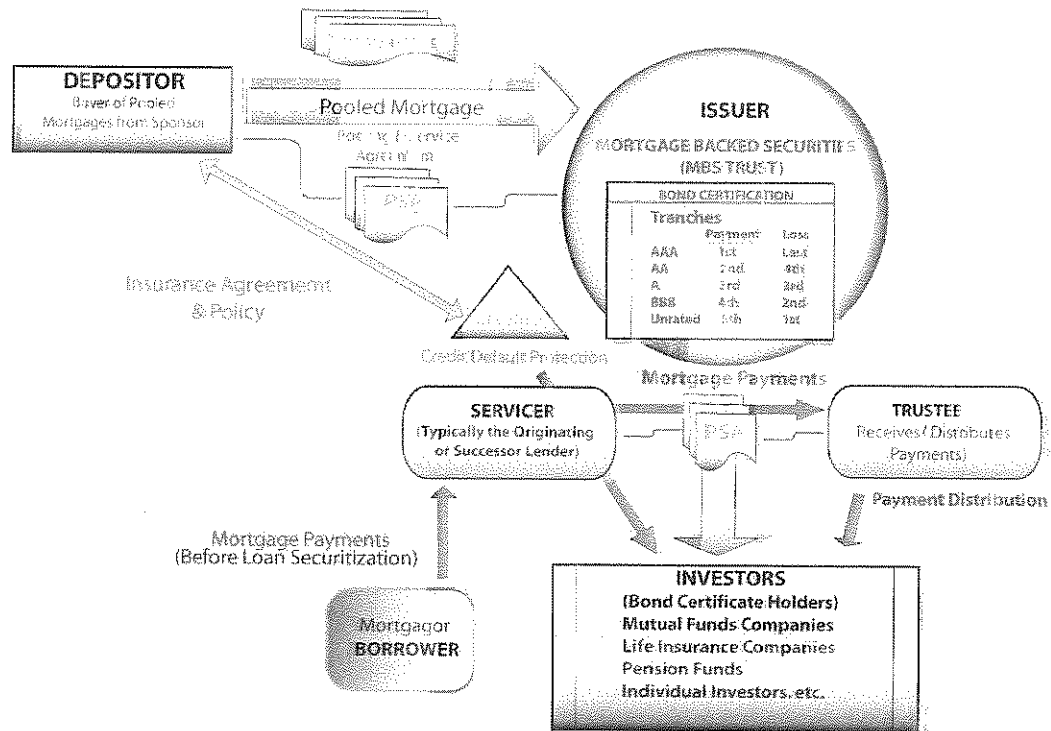 DEPOSITOR
Buyer of Pooled
Mortgages from Sponsor
Pooled Mortgage
PSA
Insurance Agreement
& Policy
Credit Default Protection
ISSUER
MORTGAGE BACKED SECURITIES
(MBS TRUST)
BOND CERTIFICATION
Tranches
Payment Loss
AAA 1st Last
AA 2nd 4th
A 3rd 3rd
BBB 4th 2nd
Unrated 5th 1st
Mortgage Payments
SERVICER
(Typically the Originating
or Successor Lender)
PSA
TRUSTEE
Receives/Distributes
Payments)
Payment Distribution
Mortgage Payments
(Before Loan Securitization)
Mortgagor
BORROWER
INVESTORS
(Bond Certificate Holders)
Mutual Funds Companies
Life Insurance Companies
Pension Funds
Individual Investors, etc.